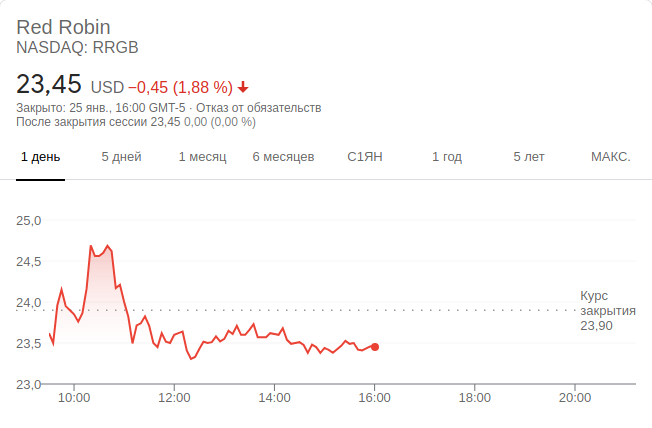 Red Robin
NASDAQ: RRGB
23,45 USD −0,45 (1,88 %)
Закрыто: 25 янв., 16:00 GMT-5 · Отказ от обязательств
После закрытия сессии 23,45 0,00 (0,00 %)
1 день 5 дней 1 месяц 6 месяцев С1ЯН 1 год 5 лет МАКС.
25,0
24,5
24,0
23,5
23,0
Курс
закрытия
23,90
10:00 12:00 14:00 16:00 18:00 20:00